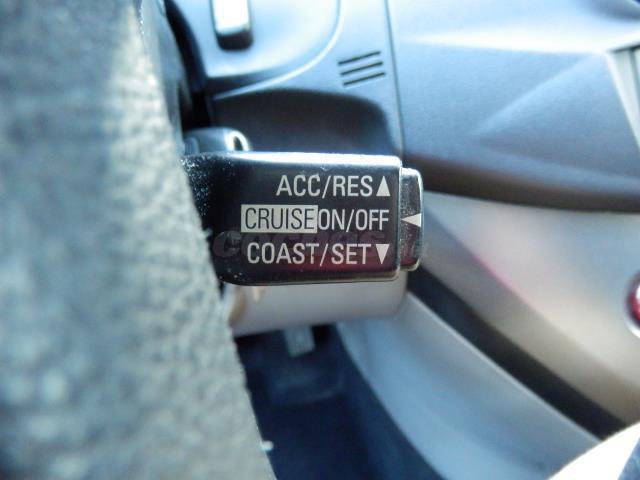 ACC/RES▲
CRUISE ON/OFF ◀
COAST/SET▼